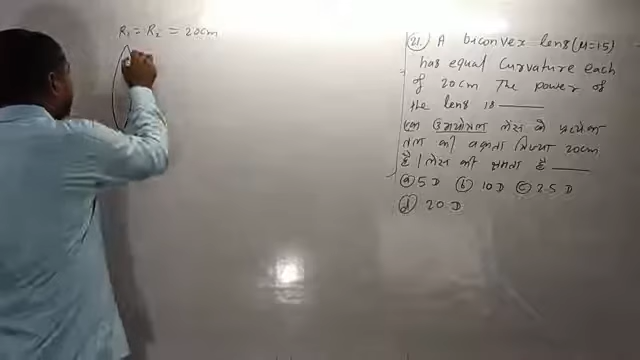 R₁ = R₂ = 20cm
(21.) A biconvex lens (μ=1.5)
has equal curvature each
of 20cm The power of
the lens is ______
एक उभयोत्तल लेंस के प्रत्येक
तल की वक्रता त्रिज्या 20cm
है। लेंस की क्षमता है ______
(a) 5 D (b) 10 D (c) 2.5 D
(d) 20 D